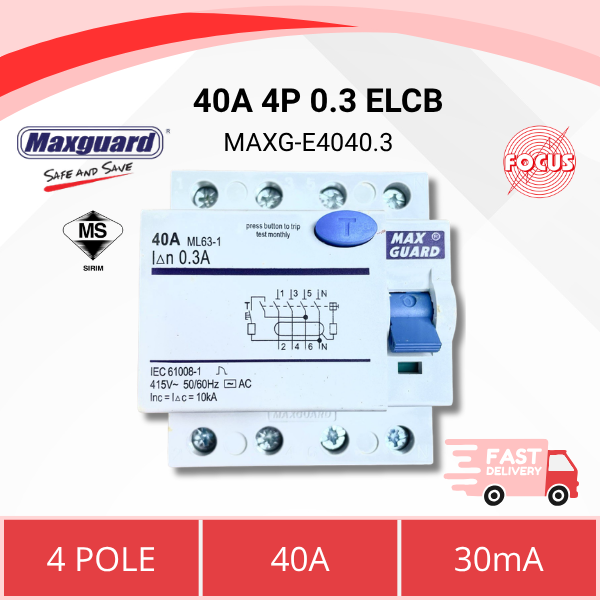 40A 4P 0.3 ELCB
MAXG-E4040.3
Maxguard®
SAFE AND SAVE
FOCUS
MS
SIRIM
40A ML63-1
I△n 0.3A
press button to trip
test monthly
T
MAX ®
GUARD
1 3 5 N
T
E
2 4 6 N
IEC 61008-1
415V~ 50/60Hz AC
Inc = I△c = 10kA
MAXGUARD
FAST
DELIVERY
4 POLE
40A
30mA